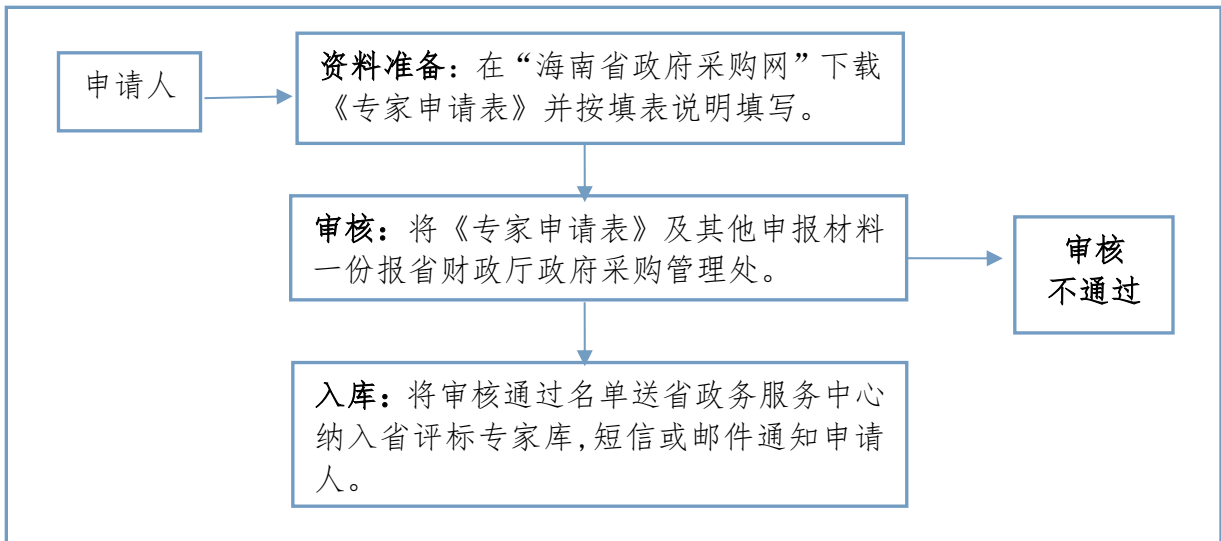 申请人
资料准备：在“海南省政府采购网”下载
《专家申请表》并按填表说明填写。
审核：将《专家申请表》及其他申报材料
一份报省财政厅政府采购管理处。
审核
不通过
入库：将审核通过名单送省政务服务中心
纳入省评标专家库,短信或邮件通知申请
人。